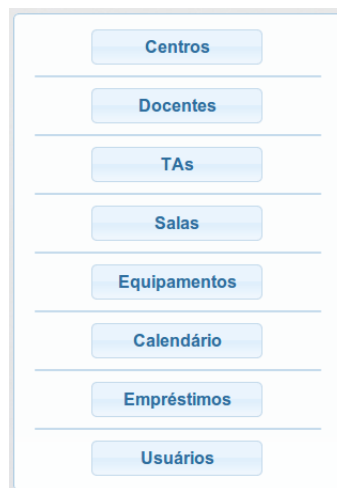 Centros
Docentes
TAs
Salas
Equipamentos
Calendário
Empréstimos
Usuários